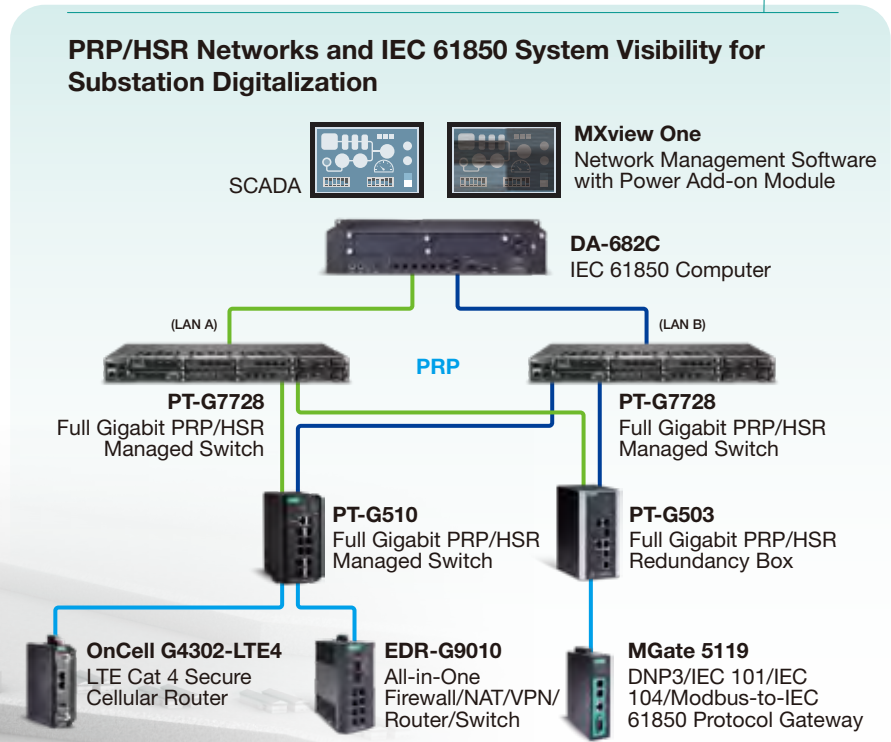 PRP/HSR Networks and IEC 61850 System Visibility for
Substation Digitalization
SCADA
MXview One
Network Management Software
with Power Add-on Module
DA-682C
IEC 61850 Computer
(LAN A)
(LAN B)
PRP
PT-G7728
Full Gigabit PRP/HSR
Managed Switch
PT-G7728
Full Gigabit PRP/HSR
Managed Switch
PT-G510
Full Gigabit PRP/HSR
Managed Switch
PT-G503
Full Gigabit PRP/HSR
Redundancy Box
OnCell G4302-LTE4
LTE Cat 4 Secure
Cellular Router
EDR-G9010
All-in-One
Firewall/NAT/VPN/
Router/Switch
MGate 5119
DNP3/IEC 101/IEC
104/Modbus-to-IEC
61850 Protocol Gateway